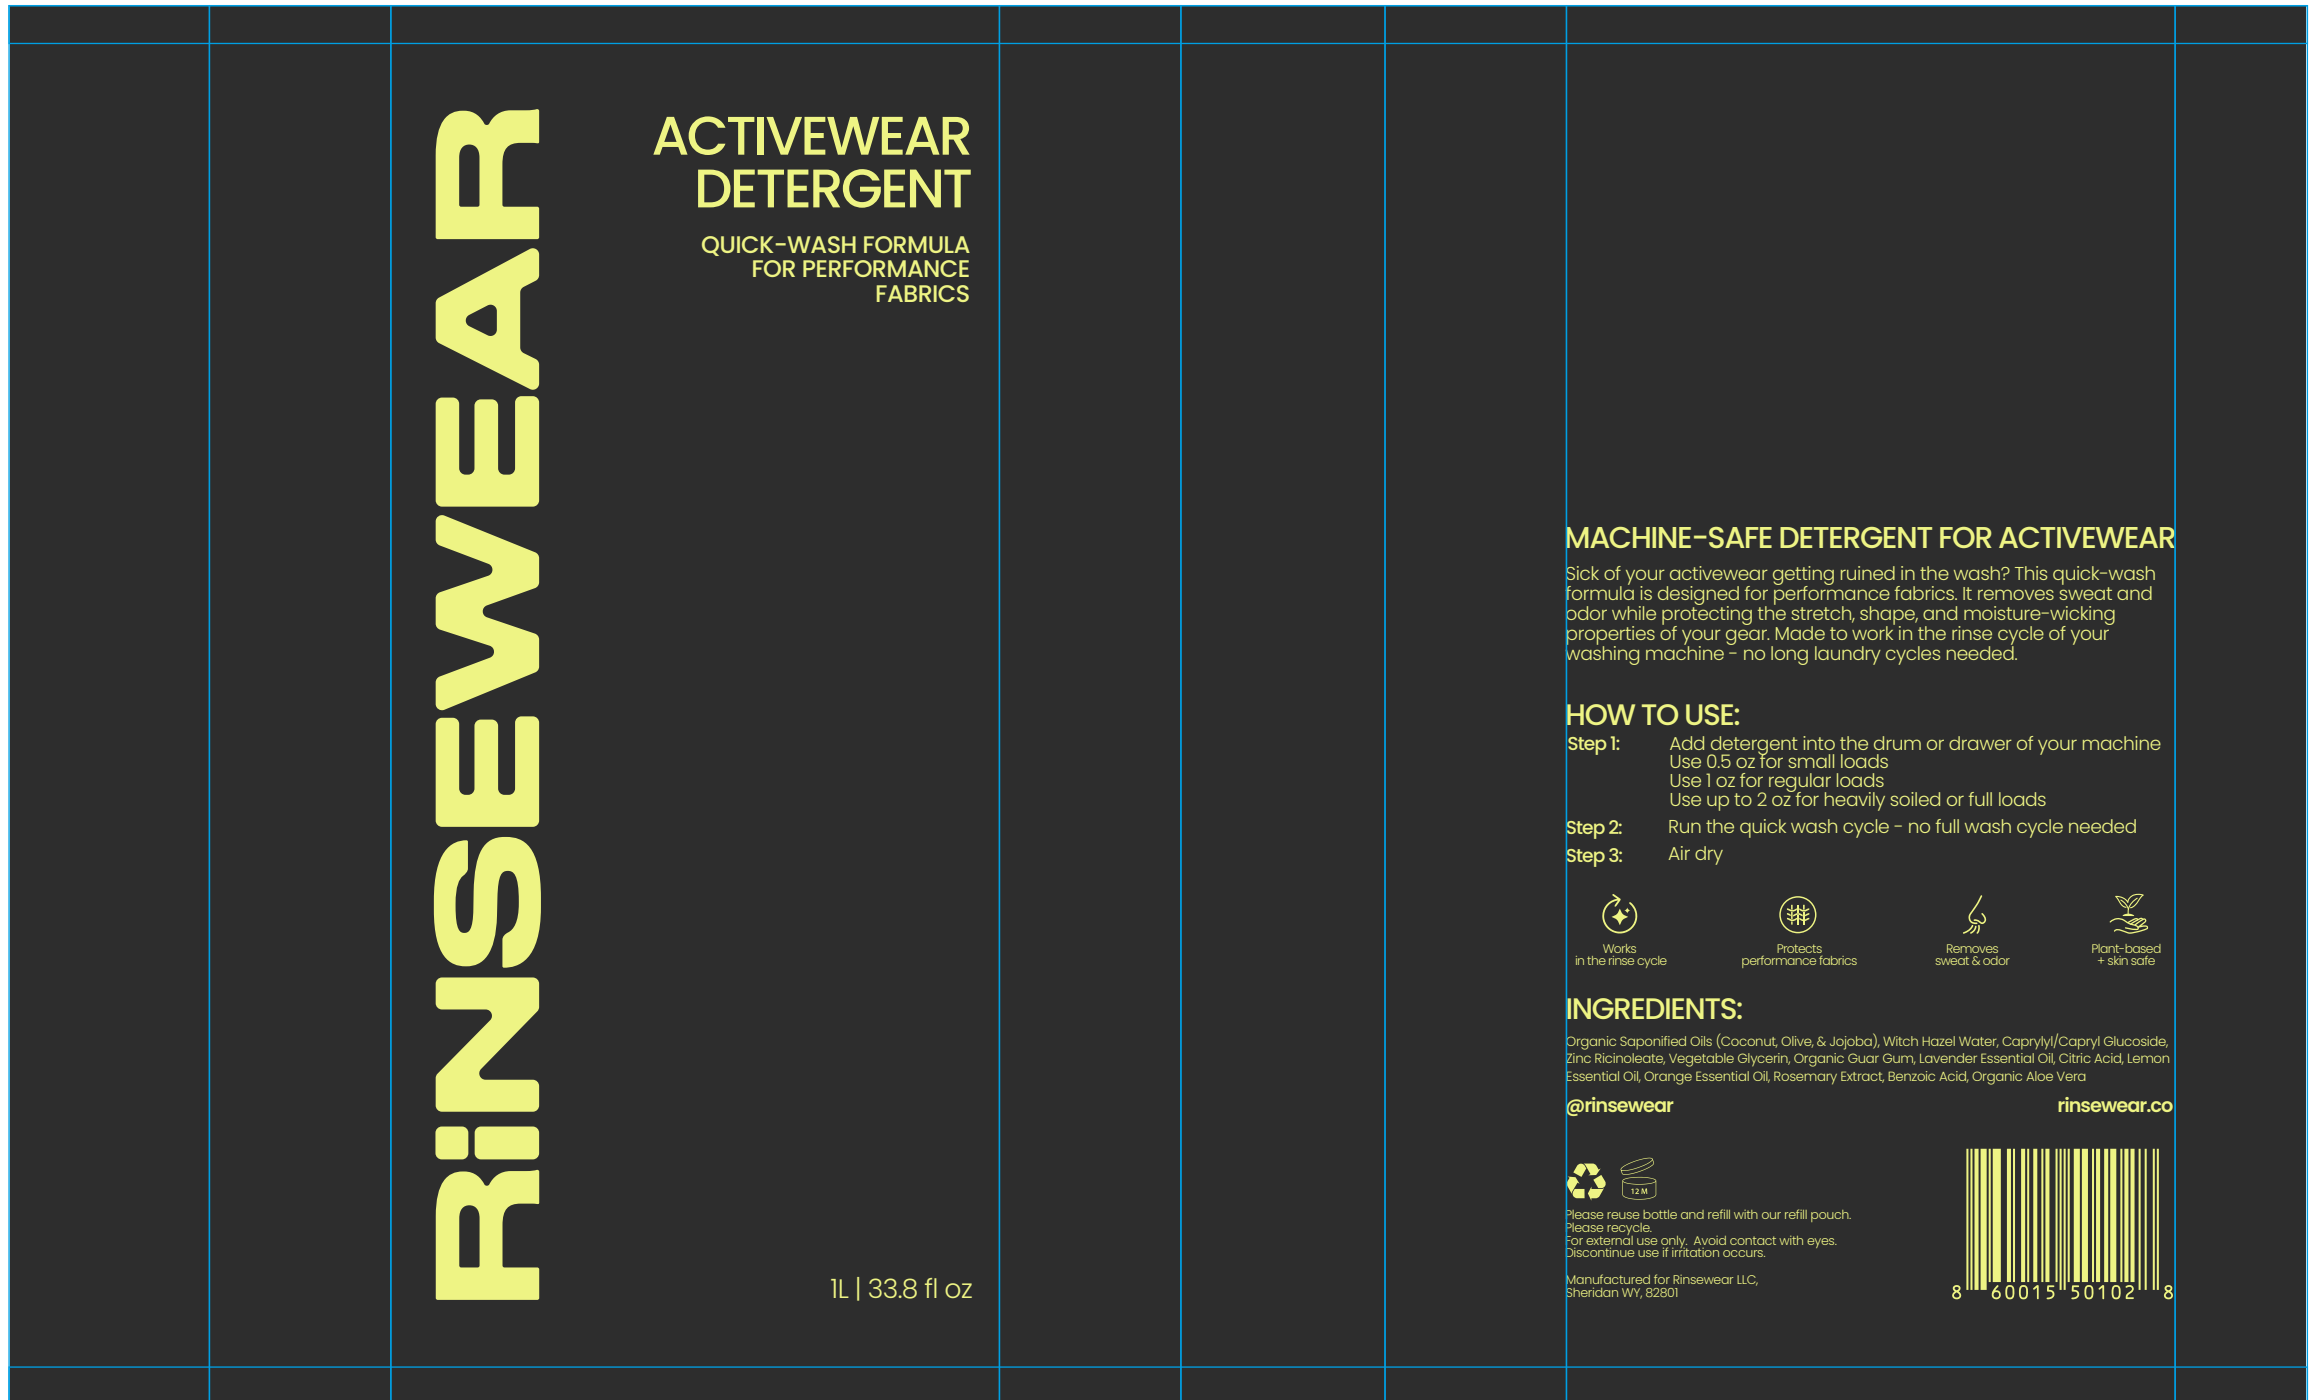 RiNSEWEAR
ACTIVEWEAR
DETERGENT
QUICK-WASH FORMULA
FOR PERFORMANCE
FABRICS
1L | 33.8 fl oz
MACHINE-SAFE DETERGENT FOR ACTIVEWEAR
Sick of your activewear getting ruined in the wash? This quick-wash
formula is designed for performance fabrics. It removes sweat and
odor while protecting the stretch, shape, and moisture-wicking
properties of your gear. Made to work in the rinse cycle of your
washing machine - no long laundry cycles needed.
HOW TO USE:
Step 1: Add detergent into the drum or drawer of your machine
Use 0.5 oz for small loads
Use 1 oz for regular loads
Use up to 2 oz for heavily soiled or full loads
Step 2: Run the quick wash cycle - no full wash cycle needed
Step 3: Air dry
Works
in the rinse cycle
Protects
performance fabrics
Removes
sweat & odor
Plant-based
+ skin safe
INGREDIENTS:
Organic Saponified Oils (Coconut, Olive, & Jojoba), Witch Hazel Water, Caprylyl/Capryl Glucoside,
Zinc Ricinoleate, Vegetable Glycerin, Organic Guar Gum, Lavender Essential Oil, Citric Acid, Lemon
Essential Oil, Orange Essential Oil, Rosemary Extract, Benzoic Acid, Organic Aloe Vera
@rinsewear rinsewear.co
12 M
Please reuse bottle and refill with our refill pouch.
Please recycle.
For external use only. Avoid contact with eyes.
Discontinue use if irritation occurs.
Manufactured for Rinsewear LLC,
Sheridan WY, 82801
8 60015 50102 8